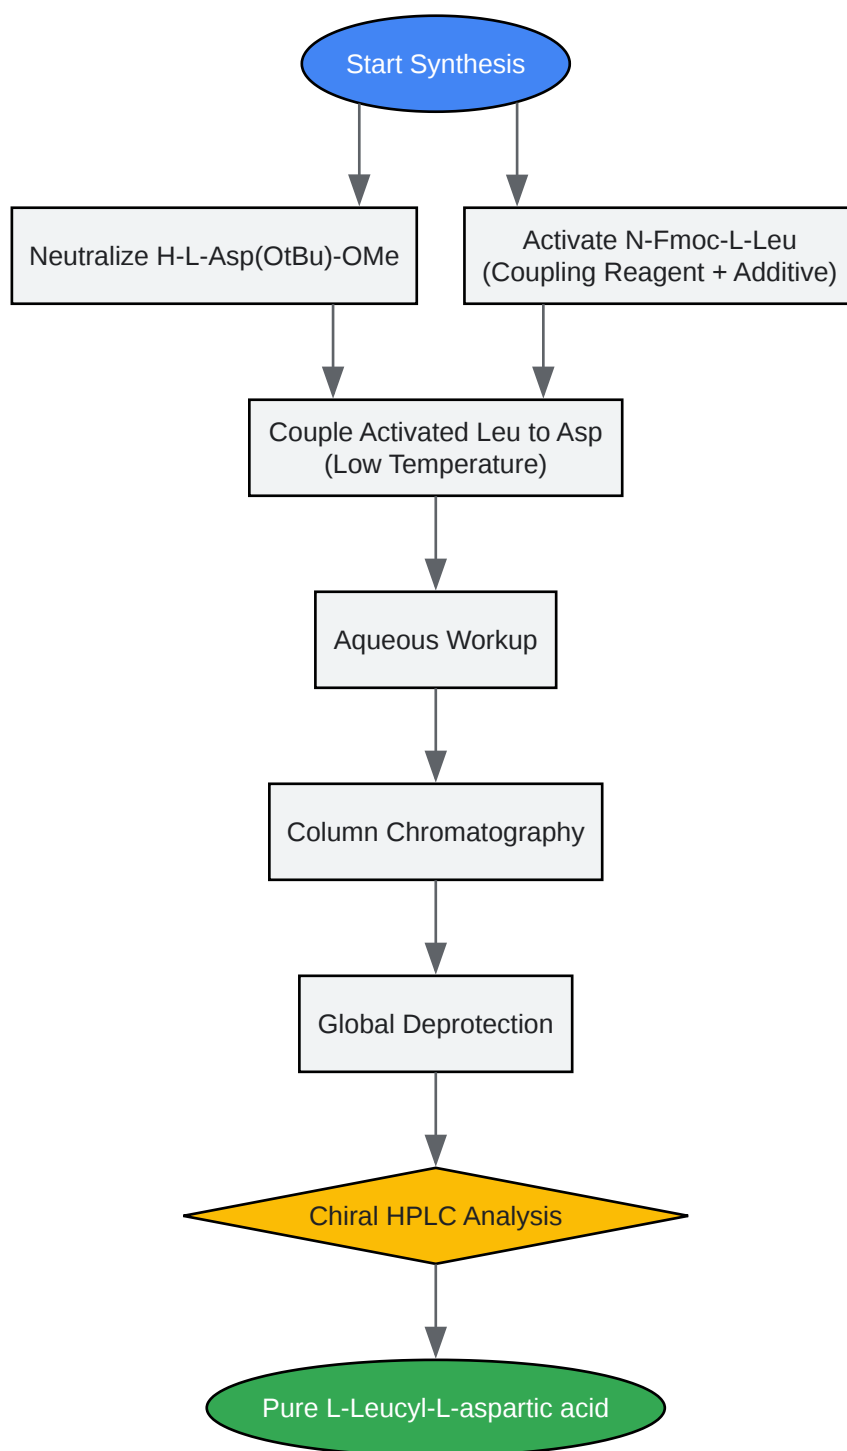 Start Synthesis
Neutralize H-L-Asp(OtBu)-OMe
Activate N-Fmoc-L-Leu
(Coupling Reagent + Additive)
Couple Activated Leu to Asp
(Low Temperature)
Aqueous Workup
Column Chromatography
Global Deprotection
Chiral HPLC Analysis
Pure L-Leucyl-L-aspartic acid